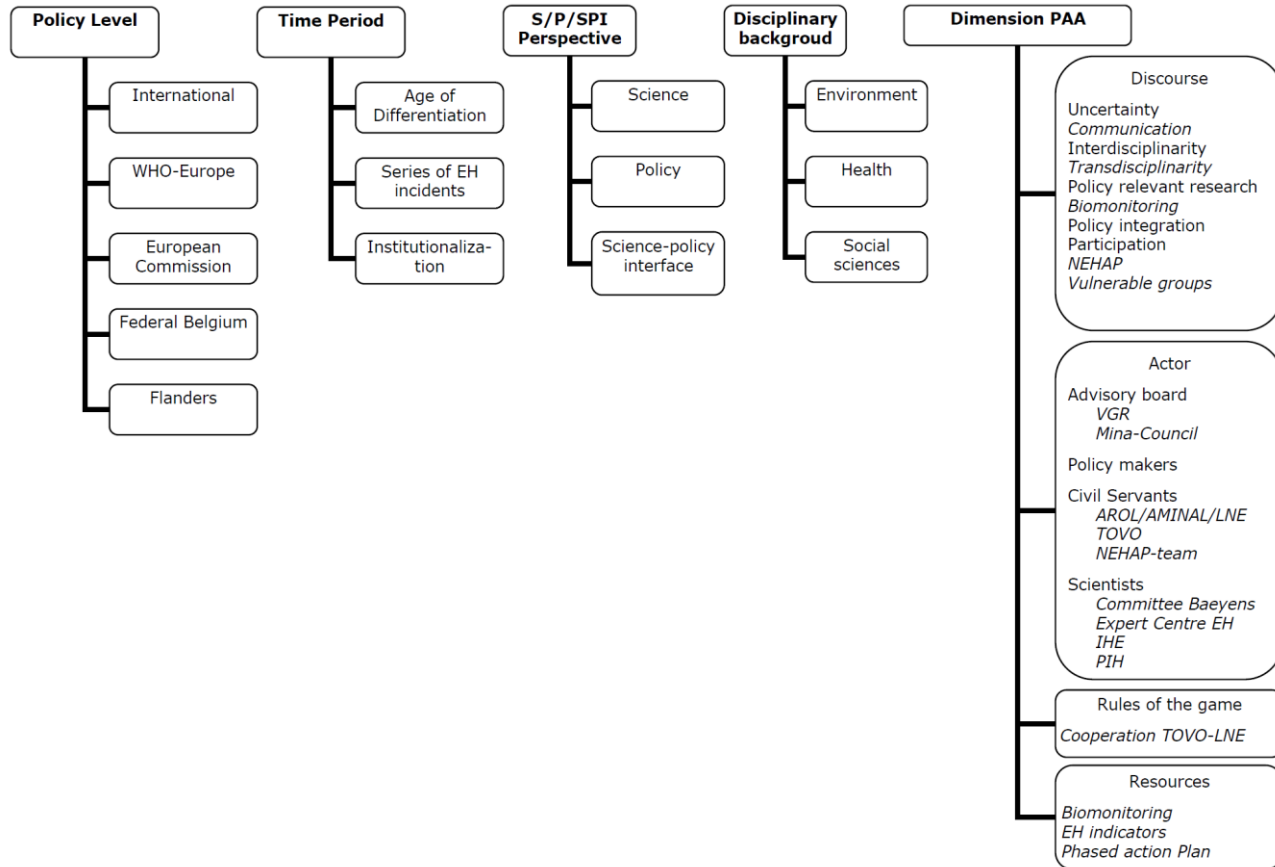 Policy Level
International
WHO-Europe
European
Commission
Federal Belgium
Flanders
Time Period
Age of
Differentiation
Series of EH
incidents
Institutionaliza-
tion
S/P/SPI
Perspective
Science
Policy
Science-policy
interface
Disciplinary
backgroud
Environment
Health
Social
sciences
Dimension PAA
Discourse
Uncertainty
Communication
Interdisciplinarity
Transdisciplinarity
Policy relevant research
Biomonitoring
Policy integration
Participation
NEHAP
Vulnerable groups
Actor
Advisory board
VGR
Mina-Council
Policy makers
Civil Servants
AROL/AMINAL/LNE
TOVO
NEHAP-team
Scientists
Committee Baeyens
Expert Centre EH
IHE
PIH
Rules of the game
Cooperation TOVO-LNE
Resources
Biomonitoring
EH indicators
Phased action Plan